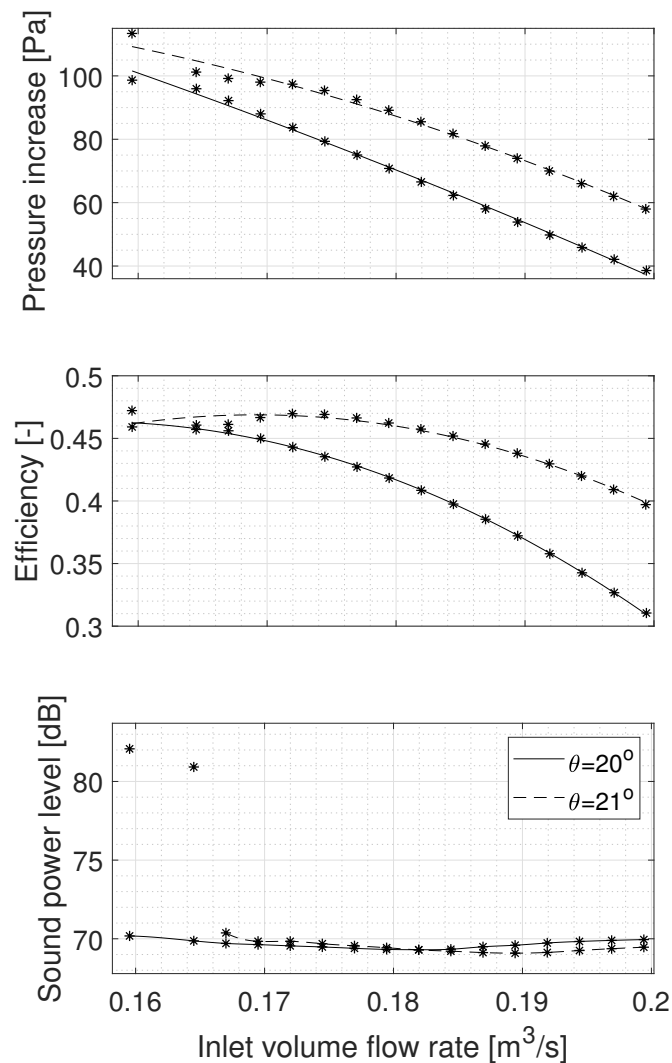 Pressure increase [Pa]
100
80
60
40
Efficiency [-]
0.5
0.45
0.4
0.35
0.3
Sound power level [dB]
80
75
70
θ=20°
θ=21°
0.16 0.17 0.18 0.19 0.2
Inlet volume flow rate [m³/s]